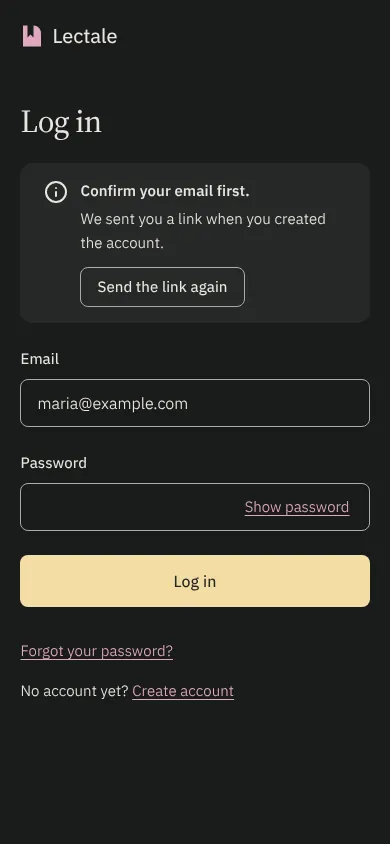 Lectale
Log in
Confirm your email first.
We sent you a link when you created
the account.
Send the link again
Email
maria@example.com
Password
Show password
Log in
Forgot your password?
No account yet? Create account